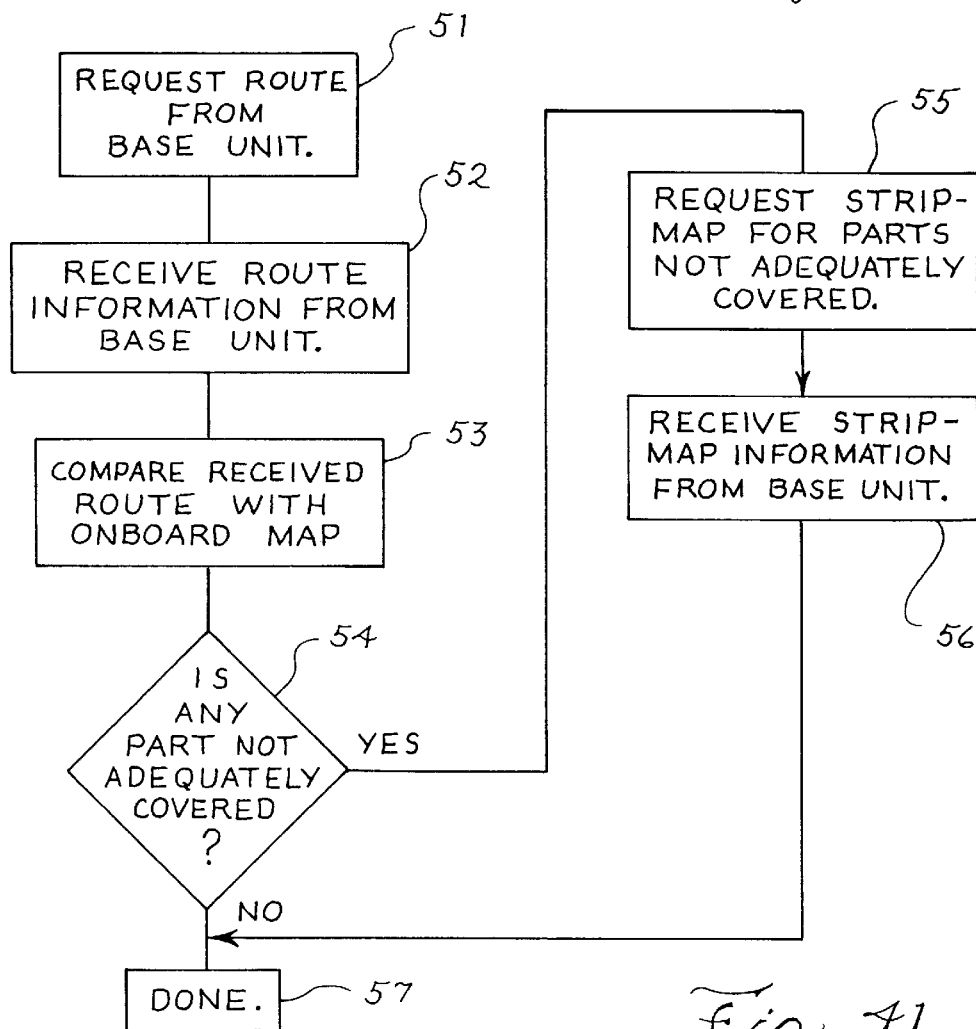 51
REQUEST ROUTE
FROM
BASE UNIT.
52
RECEIVE ROUTE
INFORMATION FROM
BASE UNIT.
53
COMPARE RECEIVED
ROUTE WITH
ONBOARD MAP
54
IS
ANY
PART NOT
ADEQUATELY
COVERED
?
YES
NO
55
REQUEST STRIP-
MAP FOR PARTS
NOT ADEQUATELY
COVERED.
RECEIVE STRIP-
MAP INFORMATION
FROM BASE UNIT.
56
DONE.
57
Fig. 41